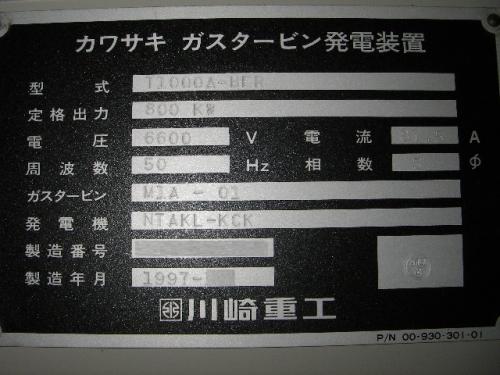 カワサキ ガスタービン発電装置
型式 T1000A-HFR
定格出力 800 KW
電圧 6600 V 電流 A
周波数 50 Hz 相数 φ
ガスタービン M1A - 01
発電機 NTAKL-KCK
製造番号
製造年月 1997-
川崎重工
P/N 00-930-301-01